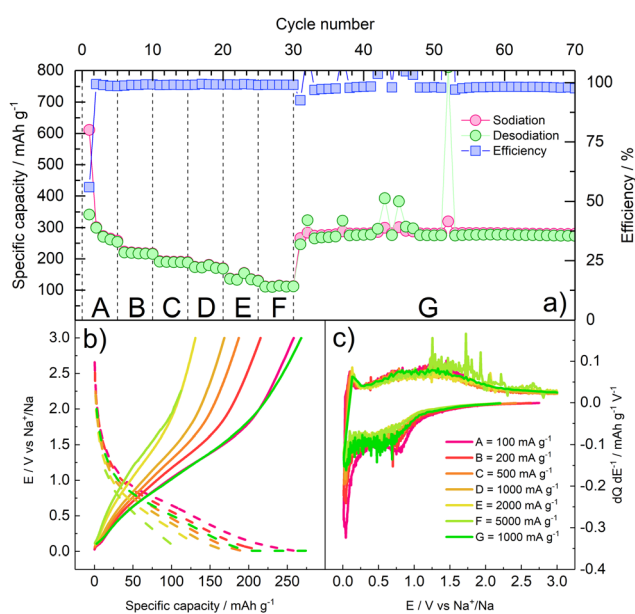 Cycle number
0 10 20 30 40 50 60 70
800
700
600
500
400
300
200
100
Specific capacity / mAh g⁻¹
100
75
50
25
0
Efficiency / %
Sodiation
Desodiation
Efficiency
A B C D E F G a)
b)
3.0
2.5
2.0
1.5
1.0
0.5
0.0
E / V vs Na⁺/Na
0 50 100 150 200 250
Specific capacity / mAh g⁻¹
c)
0.1
0.0
-0.1
-0.2
-0.3
-0.4
dQ dE⁻¹ / mAh g⁻¹ V⁻¹
A = 100 mA g⁻¹
B = 200 mA g⁻¹
C = 500 mA g⁻¹
D = 1000 mA g⁻¹
E = 2000 mA g⁻¹
F = 5000 mA g⁻¹
G = 1000 mA g⁻¹
0.0 0.5 1.0 1.5 2.0 2.5 3.0
E / V vs Na⁺/Na